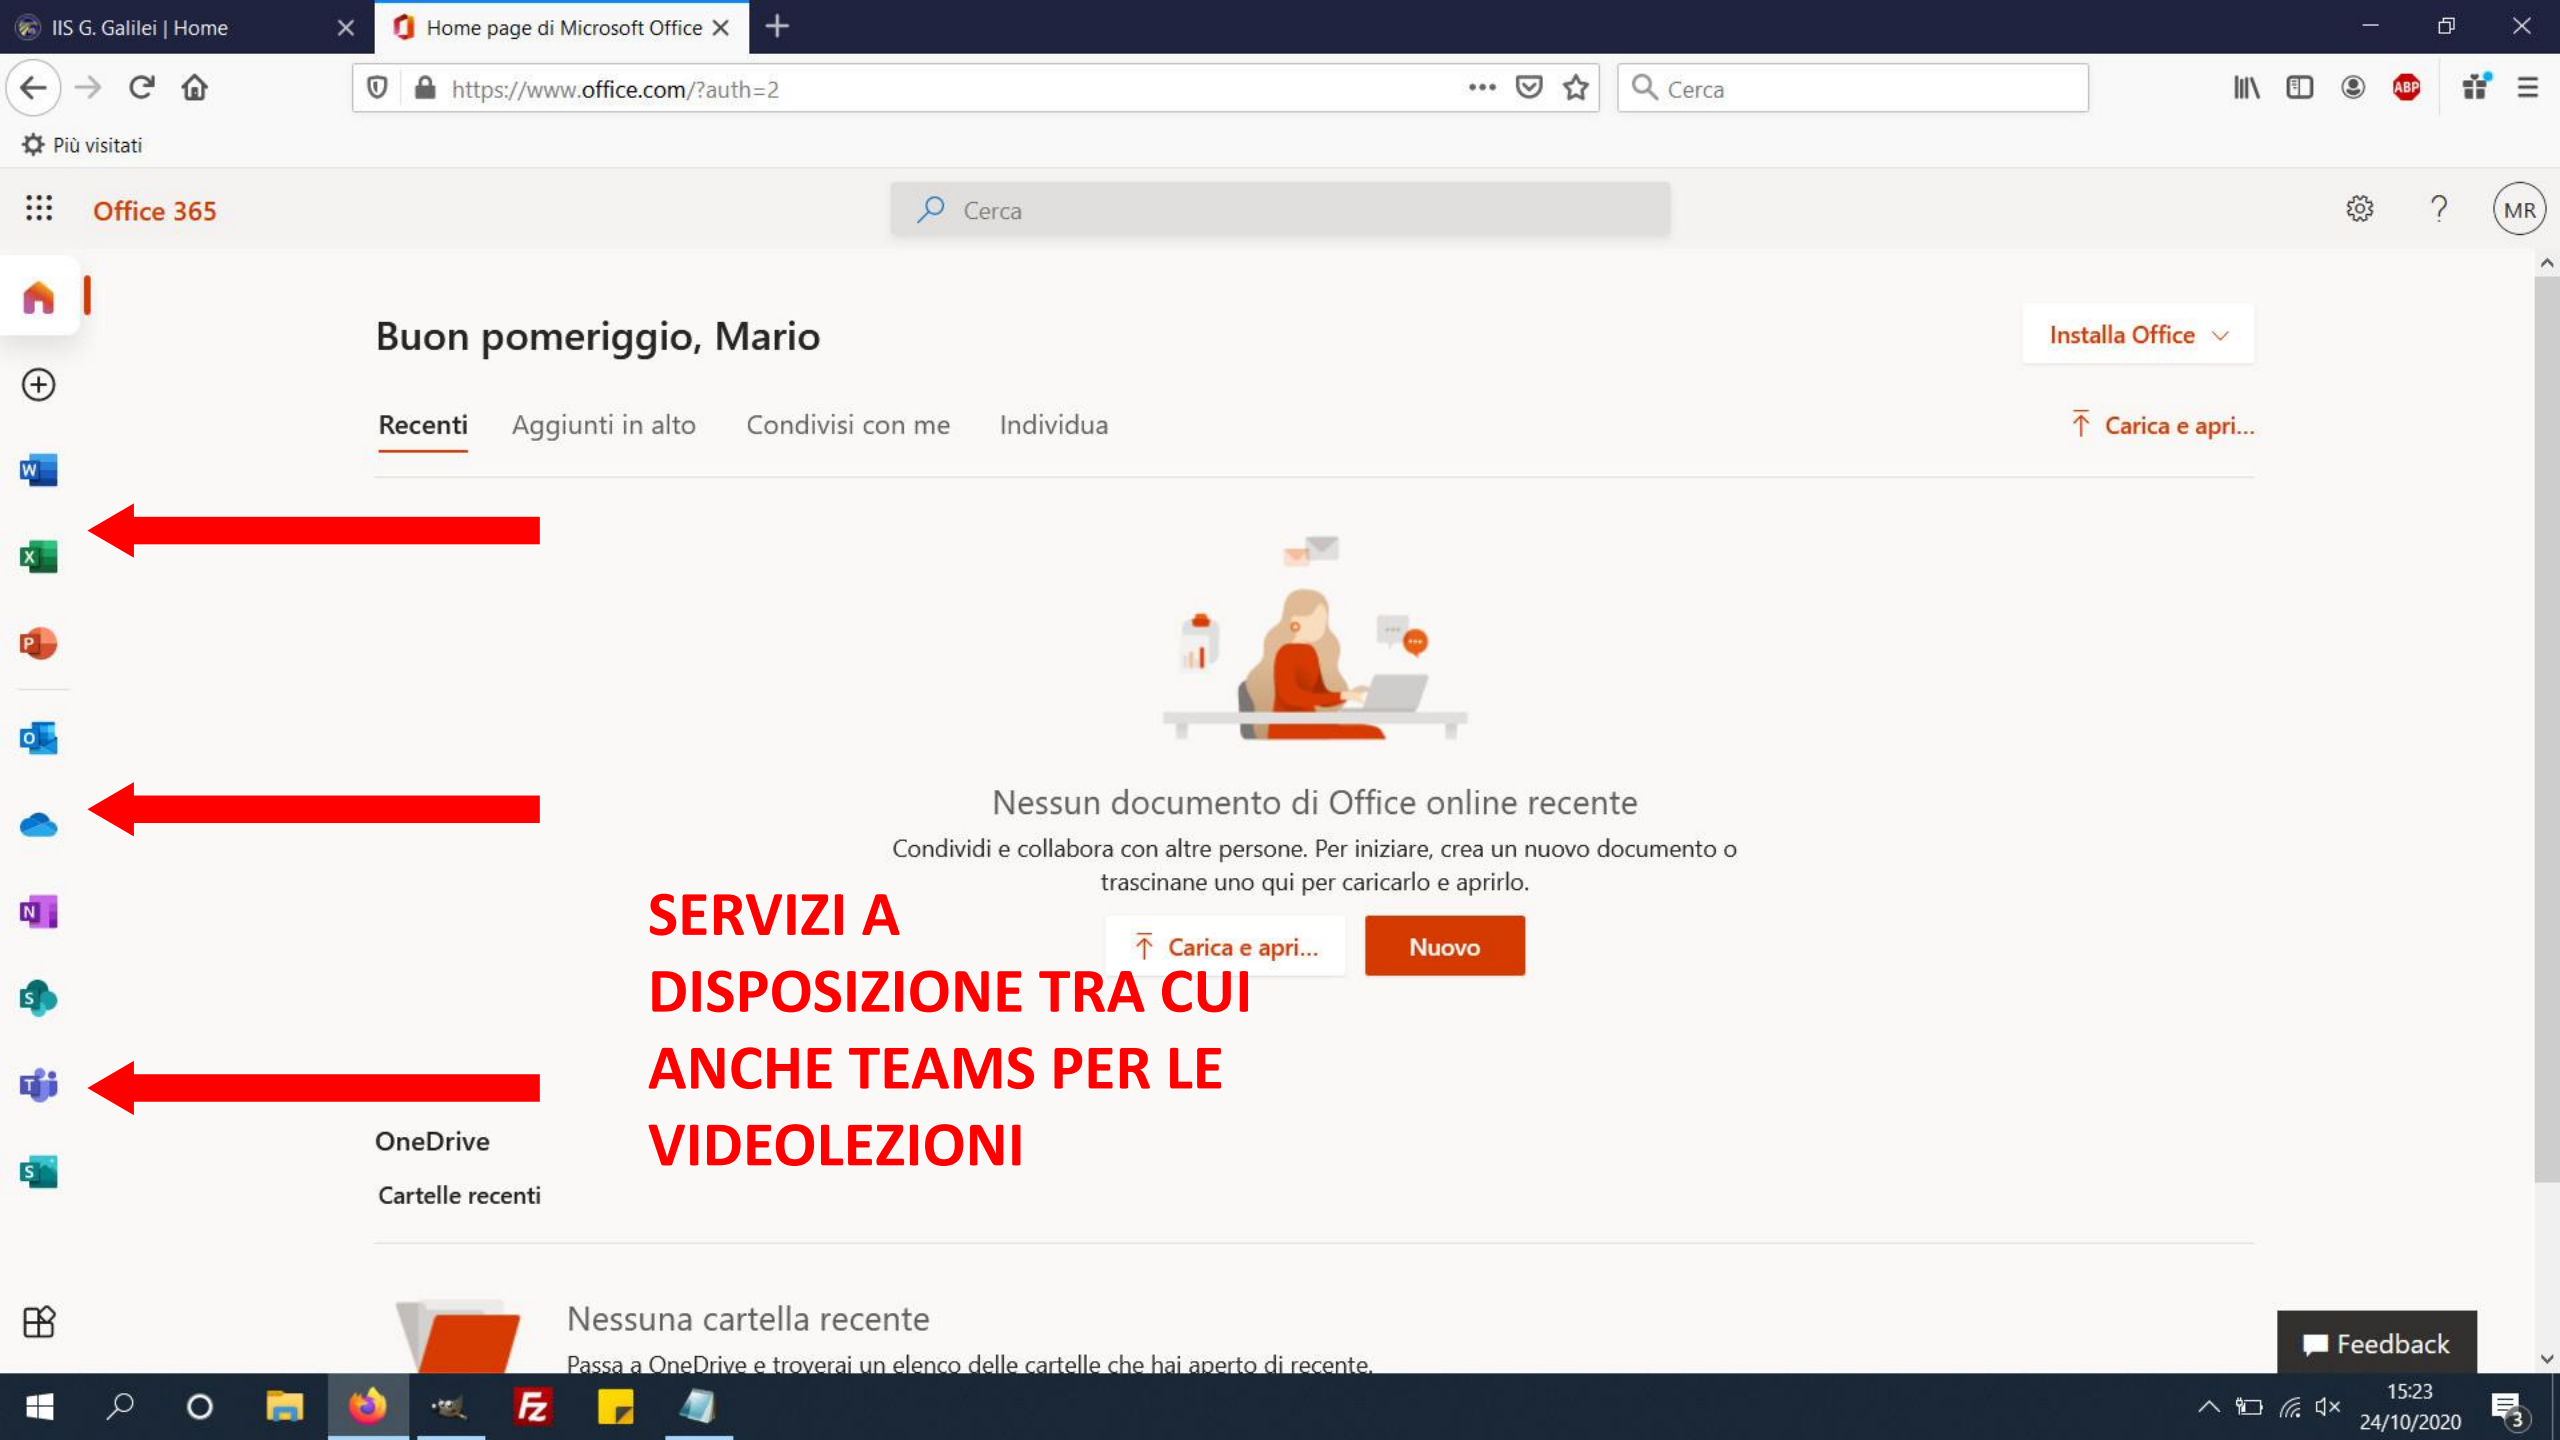 IIS G. Galilei | Home
Home page di Microsoft Office
https://www.office.com/?auth=2
Cerca
ABP
Più visitati
Office 365
Cerca
?
MR
Buon pomeriggio, Mario
Installa Office
Recenti
Aggiunti in alto
Condivisi con me
Individua
Carica e apri...
W
X
P
O
N
S
T
S
Nessun documento di Office online recente
Condividi e collabora con altre persone. Per iniziare, crea un nuovo documento o
trascinane uno qui per caricarlo e aprirlo.
Carica e apri...
Nuovo
SERVIZI A
DISPOSIZIONE TRA CUI
ANCHE TEAMS PER LE
VIDEOLEZIONI
OneDrive
Cartelle recenti
Nessuna cartella recente
Passa a OneDrive e troverai un elenco delle cartelle che hai aperto di recente.
Feedback
Fz
15:23
24/10/2020
3